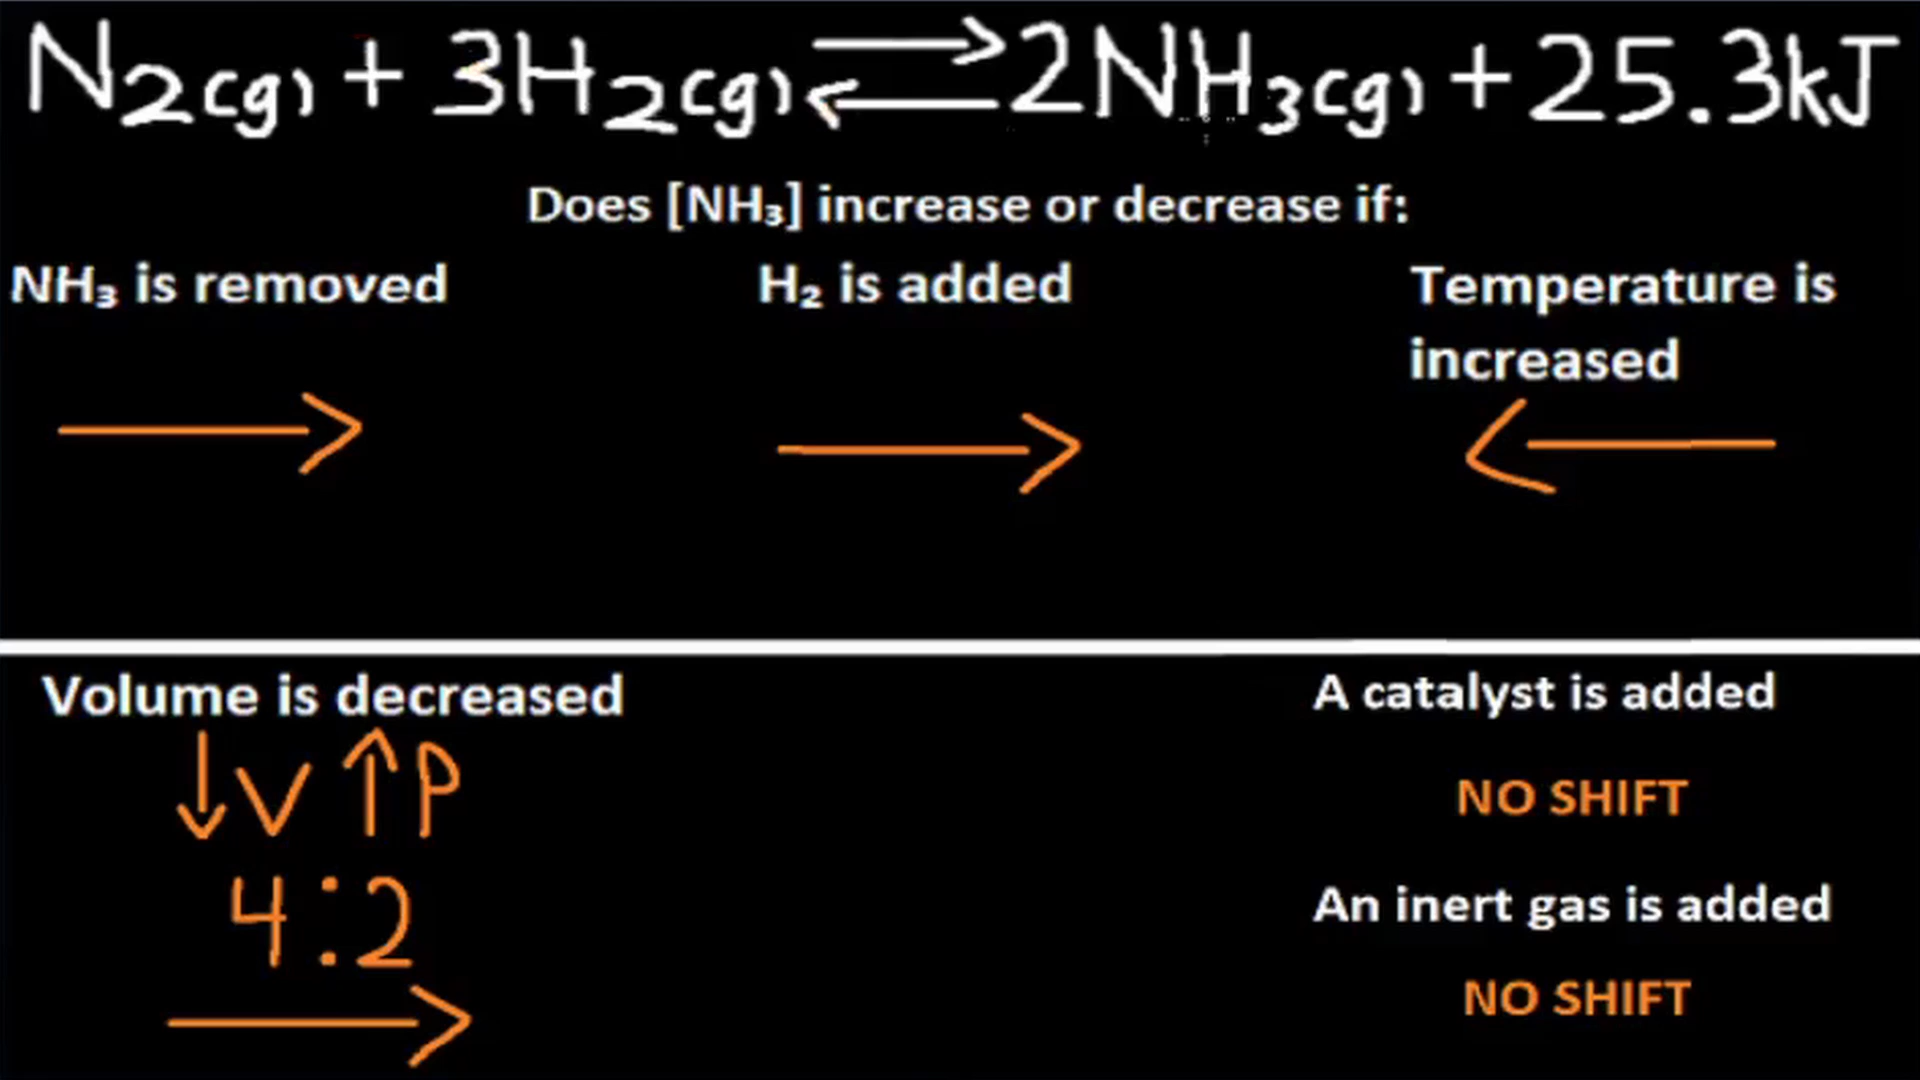 N₂(g) + 3H₂(g) ⇌ 2NH₃(g) + 25.3kJ
Does [NH₃] increase or decrease if:
NH₃ is removed
→
H₂ is added
→
Temperature is
increased
←
Volume is decreased
↓V ↑P
4:2
→
A catalyst is added
NO SHIFT
An inert gas is added
NO SHIFT